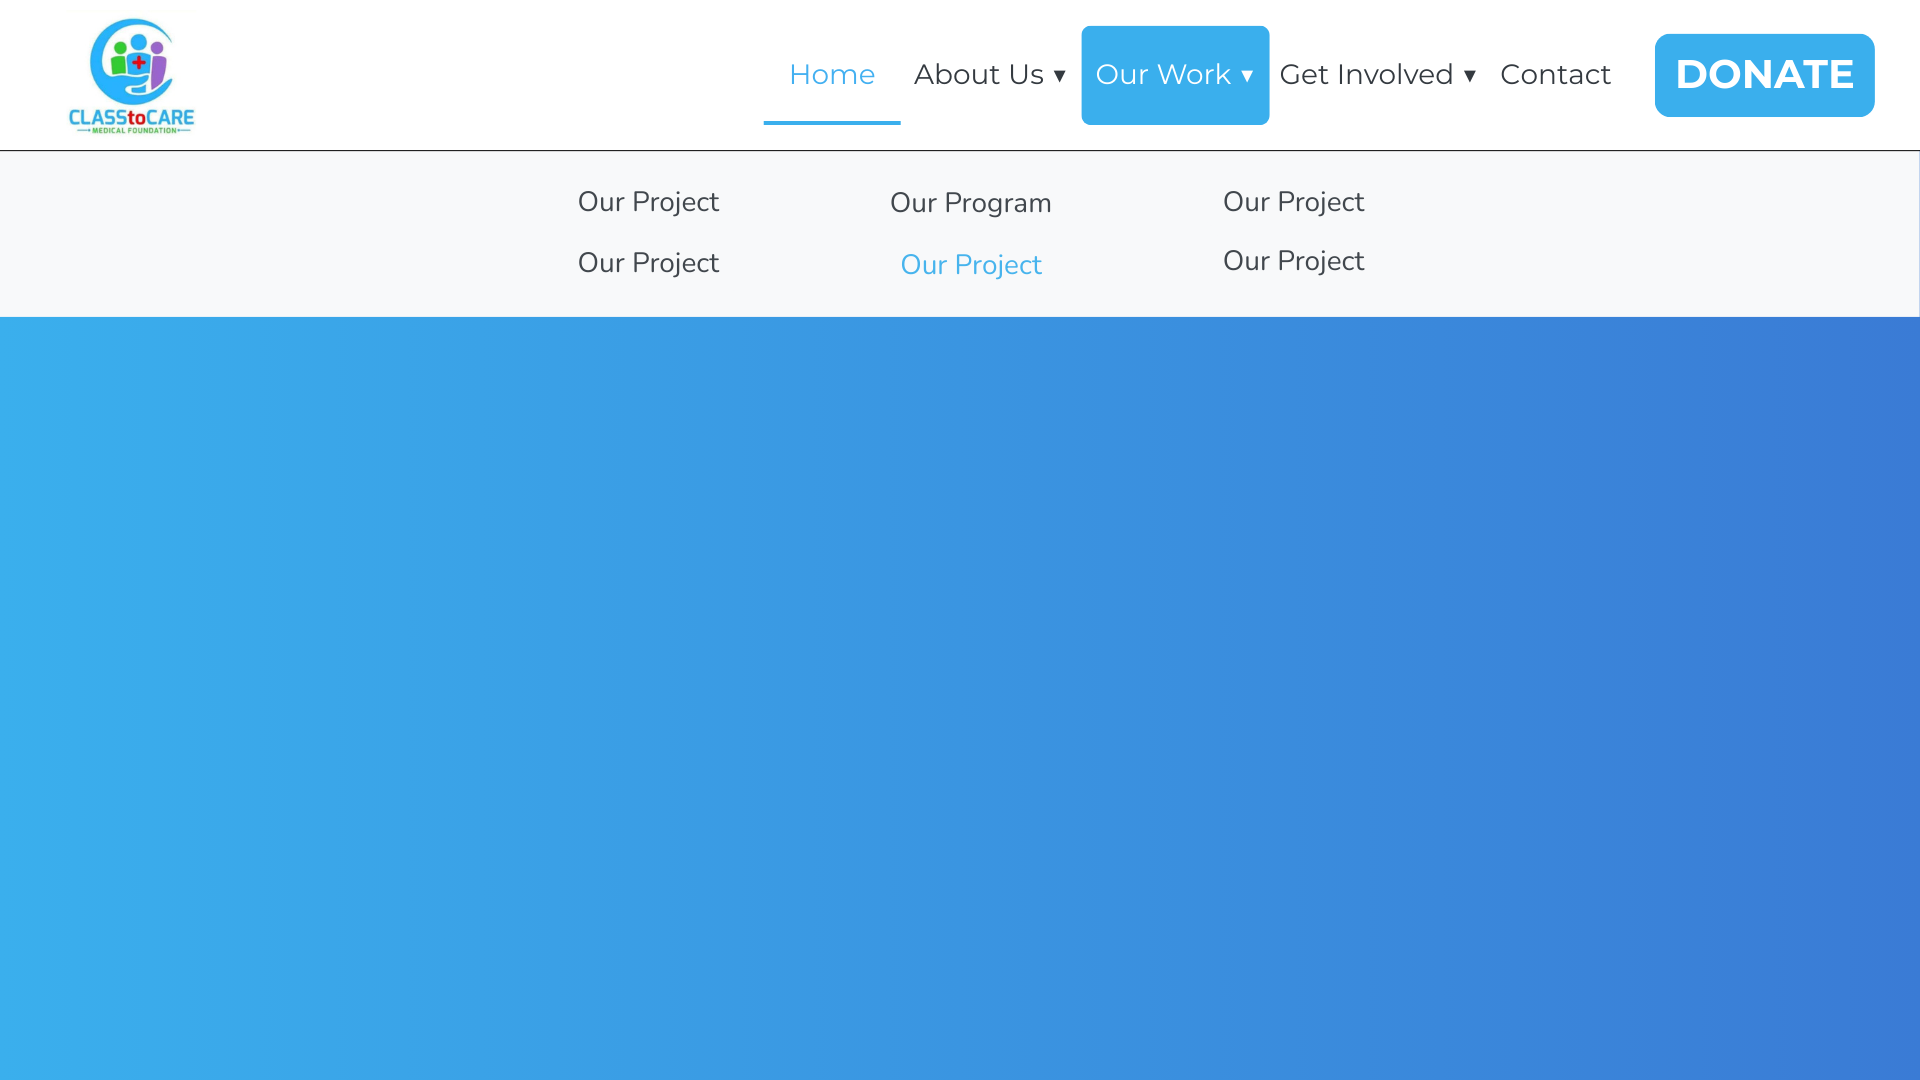 CLASStoCARE
MEDICAL FOUNDATION
Home
About Us ▾
Our Work ▾
Get Involved ▾
Contact
DONATE
Our Project
Our Program
Our Project
Our Project
Our Project
Our Project